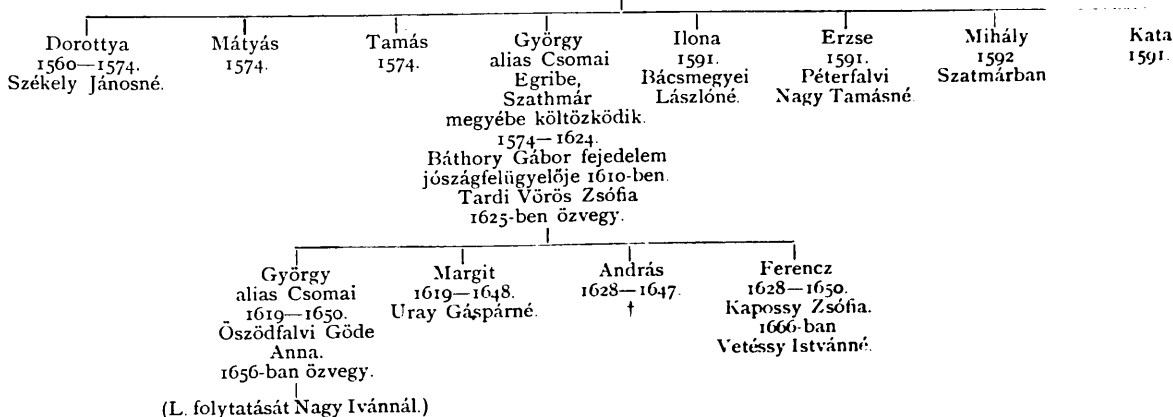 Dorottya
1560—1574.
Székely Jánosné.
Mátyás
1574.
Tamás
1574.
György
alias Csomai
Egribe,
Szathmár
megyébe költözködik.
1574—1624.
Báthory Gábor fejedelem
jószágfelügyelője 1610-ben.
Tardi Vörös Zsófia
1625-ben özvegy.
Ilona
1591.
Bácsmegyei
Lászlóné.
Erzse
1591.
Péterfalvi
Nagy Tamásné.
Mihály
1592
Szatmárban
Kata
1591.
György
alias Csomai
1619—1650.
Öszödfalvi Göde
Anna.
1656-ban özvegy.
Margit
1619—1648.
Uray Gáspárné.
András
1628—1647.
†
Ferencz
1628—1650.
Kapossy Zsófia.
1666-ban
Vetéssy Istvánné.
(L. folytatását Nagy Ivánnál.)